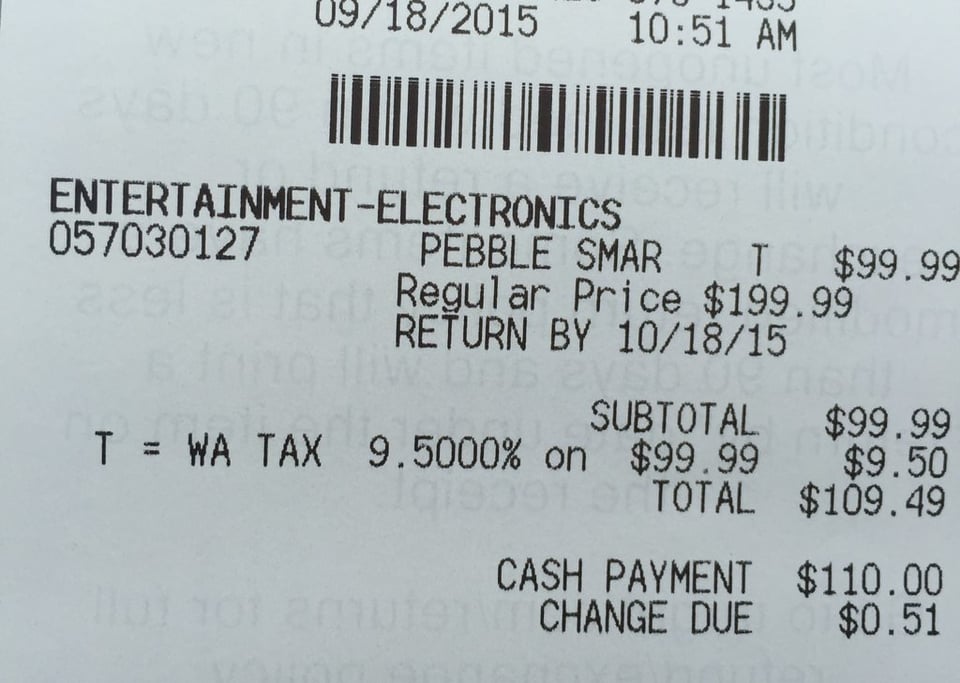 09/18/2015 10:51 AM
ENTERTAINMENT-ELECTRONICS
057030127 PEBBLE SMAR T $99.99
Regular Price $199.99
RETURN BY 10/18/15
SUBTOTAL $99.99
T = WA TAX 9.5000% on $99.99 $9.50
TOTAL $109.49
CASH PAYMENT $110.00
CHANGE DUE $0.51